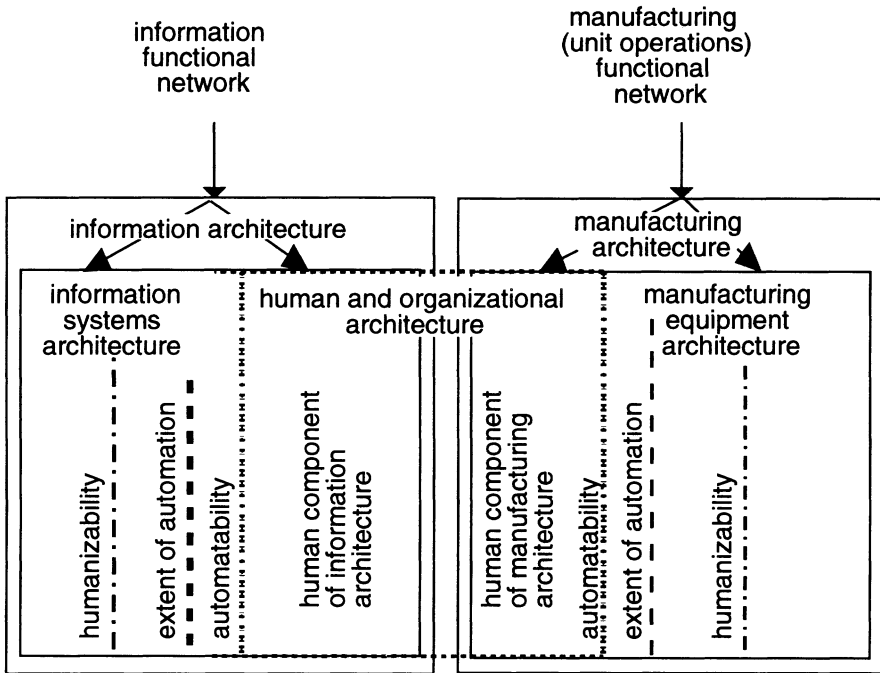 information
functional
network
manufacturing
(unit operations)
functional
network
information architecture
manufacturing
architecture
information
systems
architecture
human and organizational
architecture
manufacturing
equipment
architecture
humanizability
extent of automation
automatability
human component
of information
architecture
human component
of manufacturing
architecture
automatability
extent of automation
humanizability